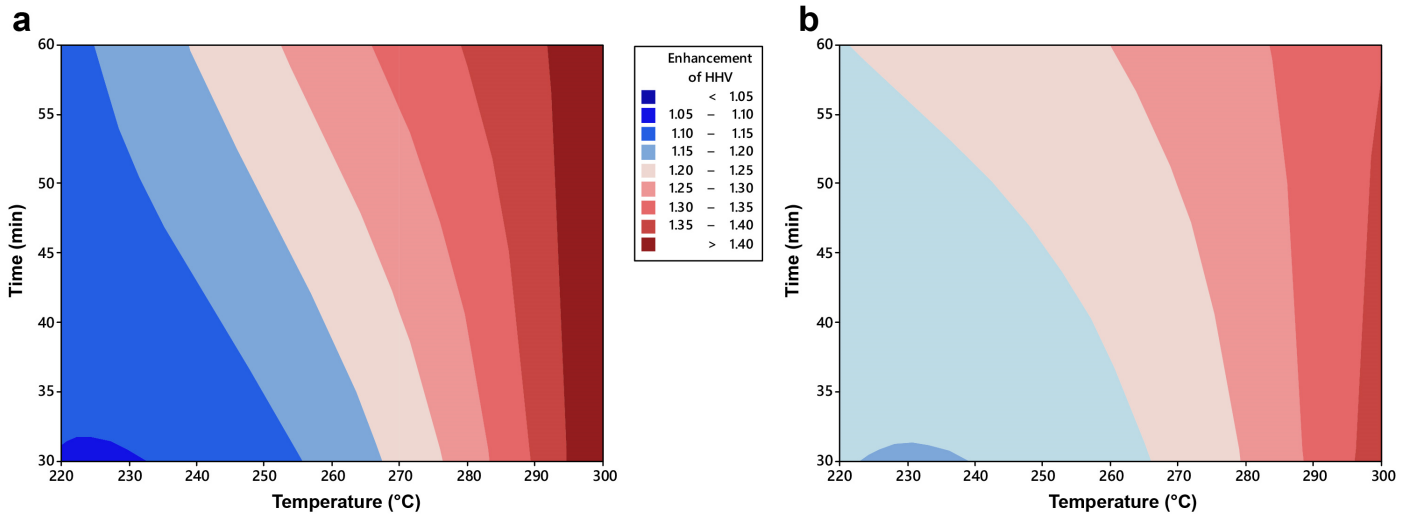 a
60
55
50
45
40
35
30
Time (min)
220 230 240 250 260 270 280 290 300
Temperature (°C)
Enhancement
of HHV
< 1.05
1.05 – 1.10
1.10 – 1.15
1.15 – 1.20
1.20 – 1.25
1.25 – 1.30
1.30 – 1.35
1.35 – 1.40
> 1.40
b
60
55
50
45
40
35
30
Time (min)
220 230 240 250 260 270 280 290 300
Temperature (°C)